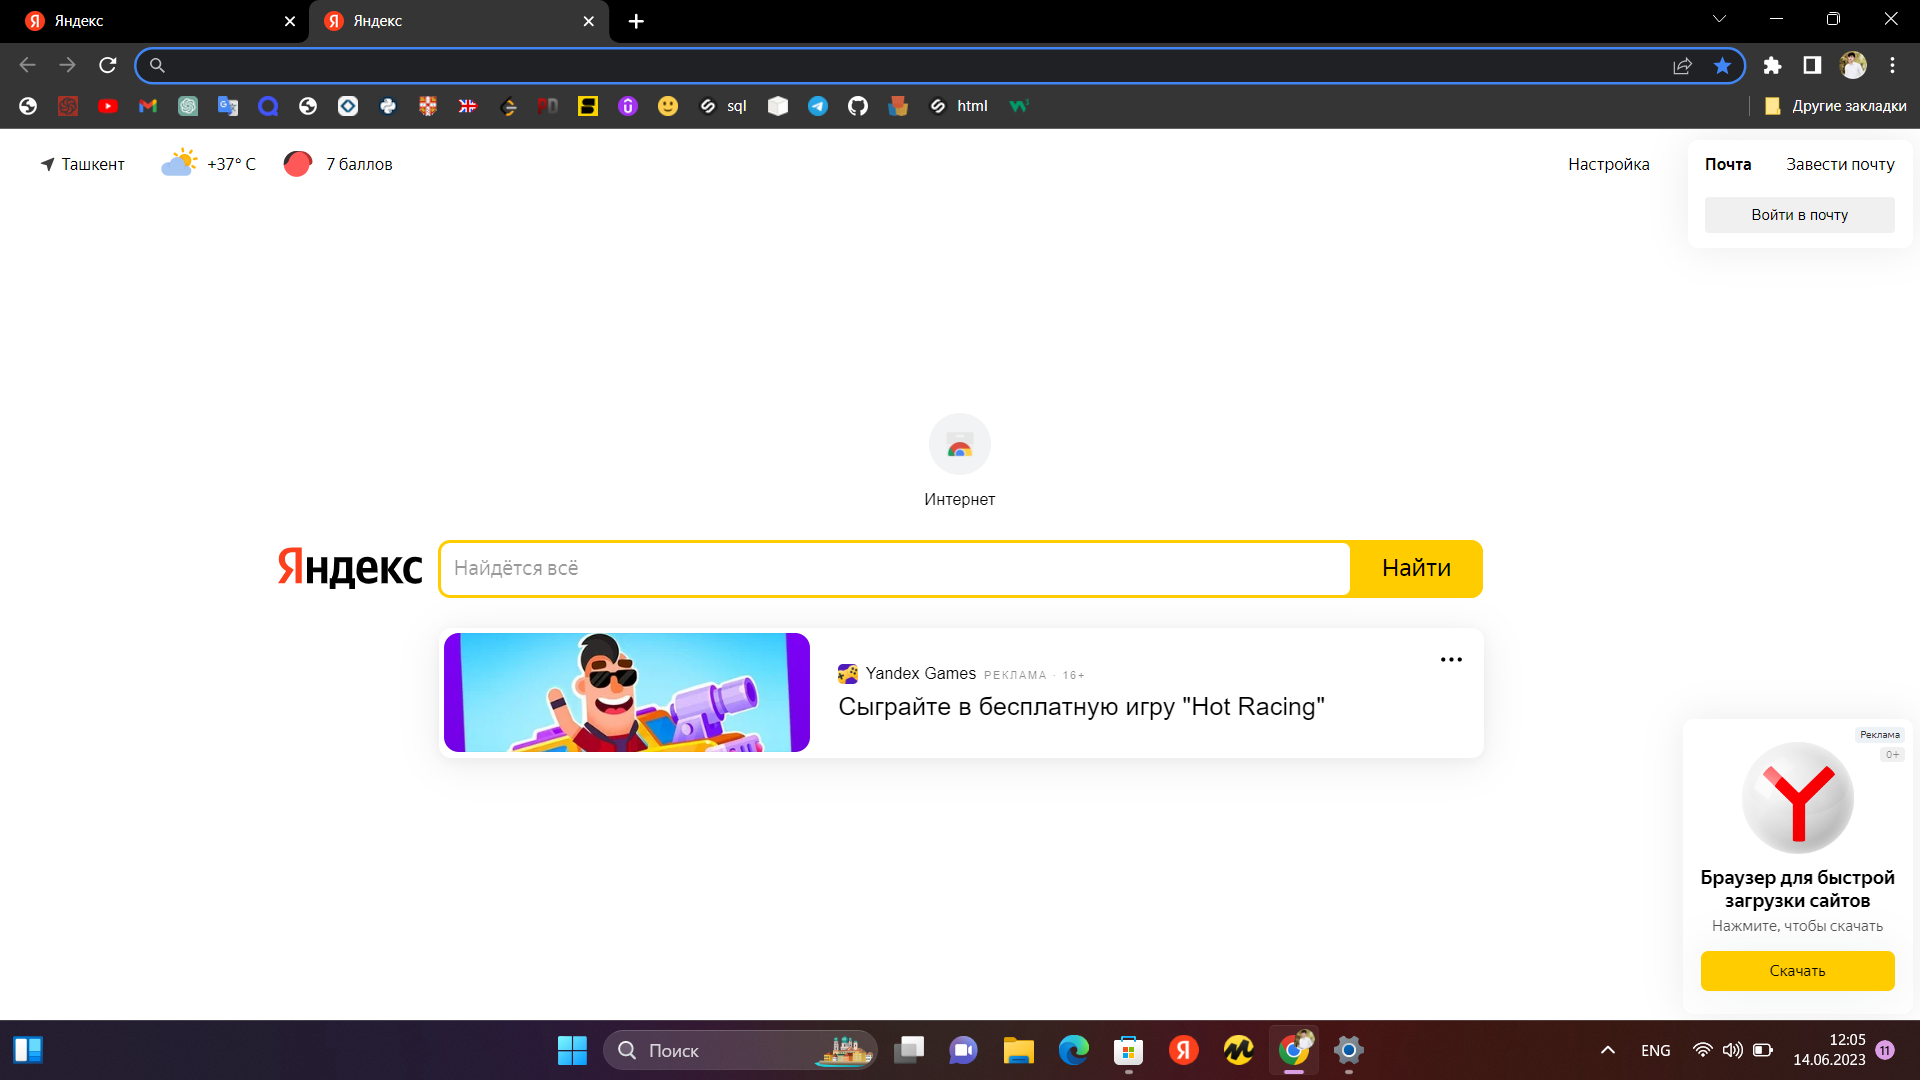 Яндекс
Яндекс
sql
html
Другие закладки
Ташкент
+37° C
7 баллов
Настройка
Почта
Завести почту
Войти в почту
Интернет
Яндекс
Найдётся всё
Найти
Yandex Games РЕКЛАМА · 16+
Сыграйте в бесплатную игру "Hot Racing"
Реклама
0+
Браузер для быстрой
загрузки сайтов
Нажмите, чтобы скачать
Скачать
Поиск
ENG
12:05
14.06.2023
11